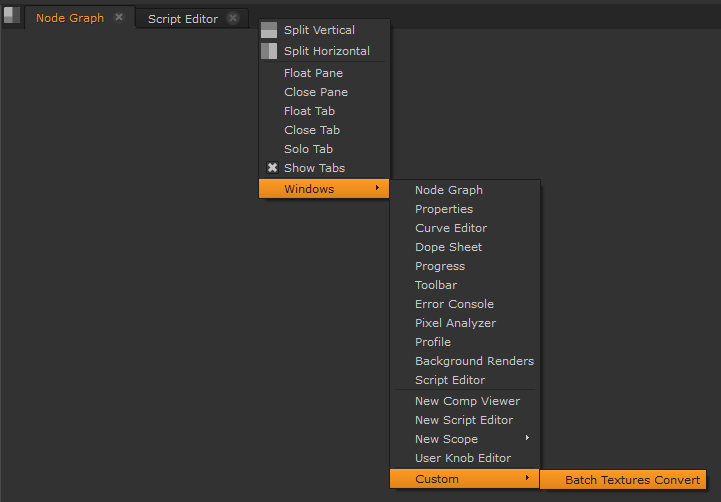 Node Graph
Script Editor
Split Vertical
Split Horizontal
Float Pane
Close Pane
Float Tab
Close Tab
Solo Tab
Show Tabs
Windows
Node Graph
Properties
Curve Editor
Dope Sheet
Progress
Toolbar
Error Console
Pixel Analyzer
Profile
Background Renders
Script Editor
New Comp Viewer
New Script Editor
New Scope
User Knob Editor
Custom
Batch Textures Convert